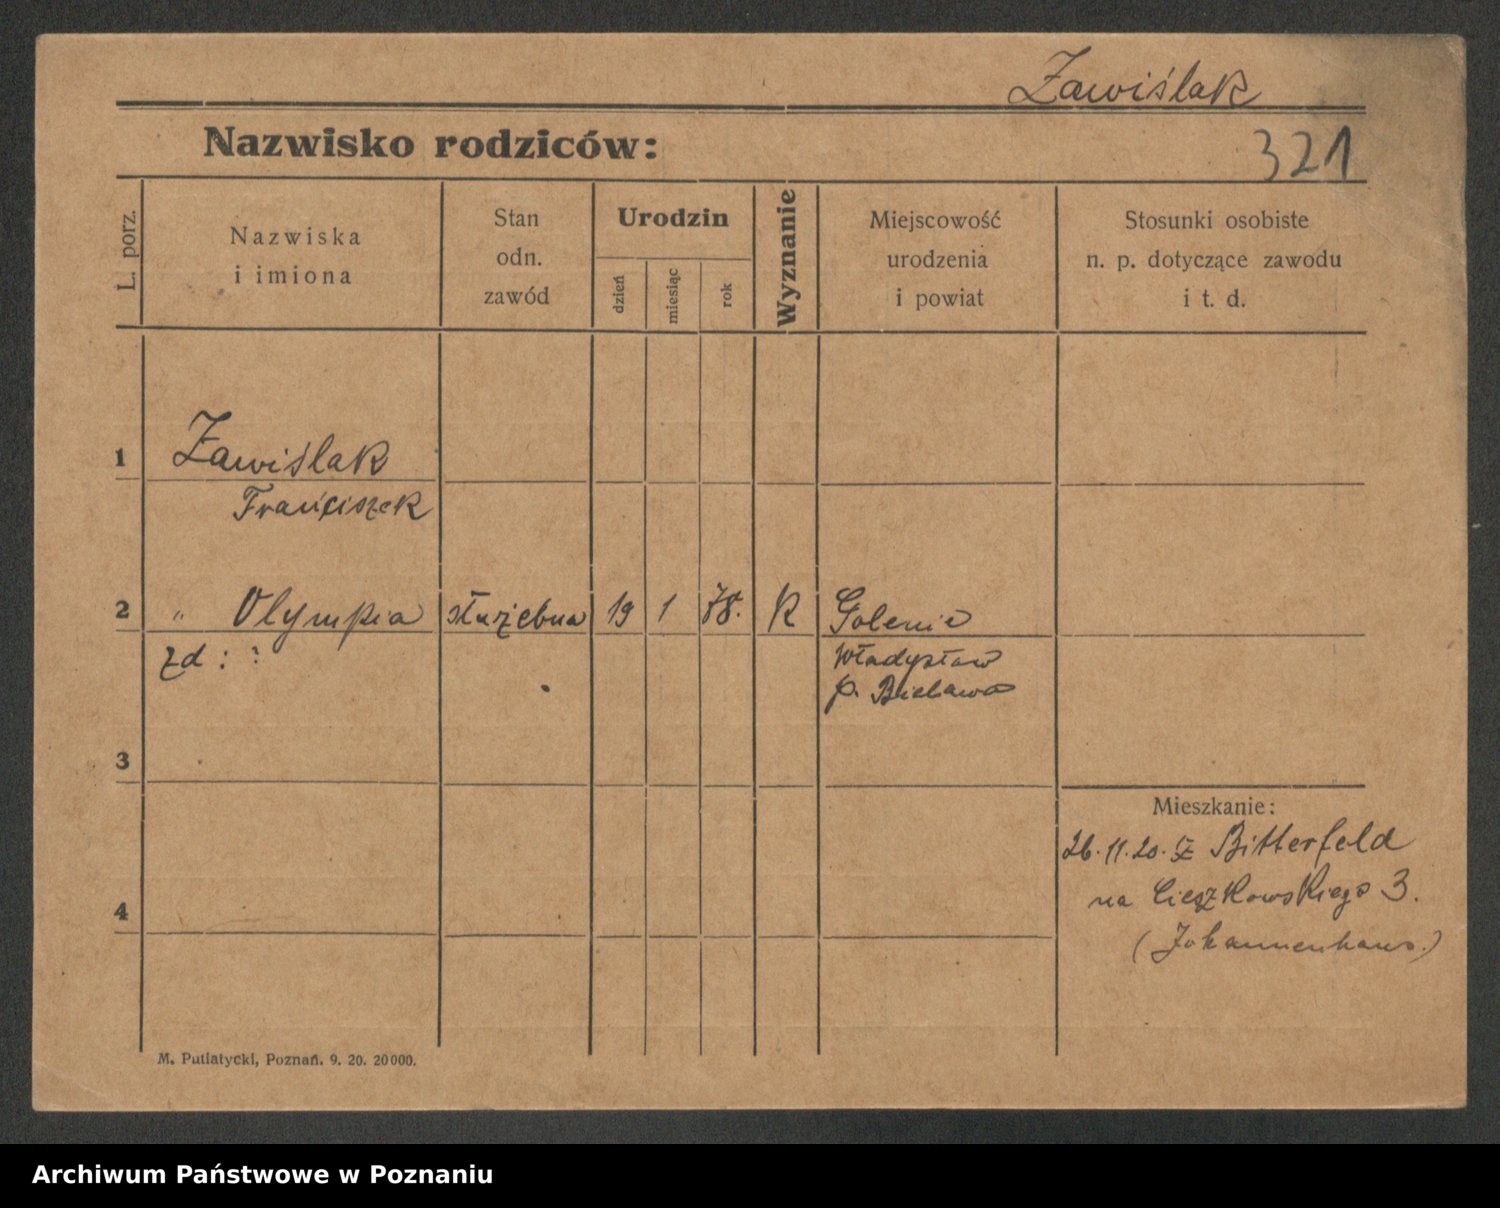 Zawiślak
Nazwisko rodziców:
321
L. porz.
Nazwiska
i imiona
Stan
odn.
zawód
Urodzin
dzień
miesiąc
rok
Wyznanie
Miejscowość
urodzenia
i powiat
Stosunki osobiste
n. p. dotyczące zawodu
i t. d.
1
Zawiślak
Franciszek
2 " Olympia służebna 19 1 78. K
zd : ?
Władysław
p.
3
Mieszkanie:
26.11.20. z Bitterfeld
na Cieszkowskiego 3.
(Johannenhaus.)
4
M. Putiatycki, Poznań. 9. 20. 20000.
Archiwum Państwowe w Poznaniu